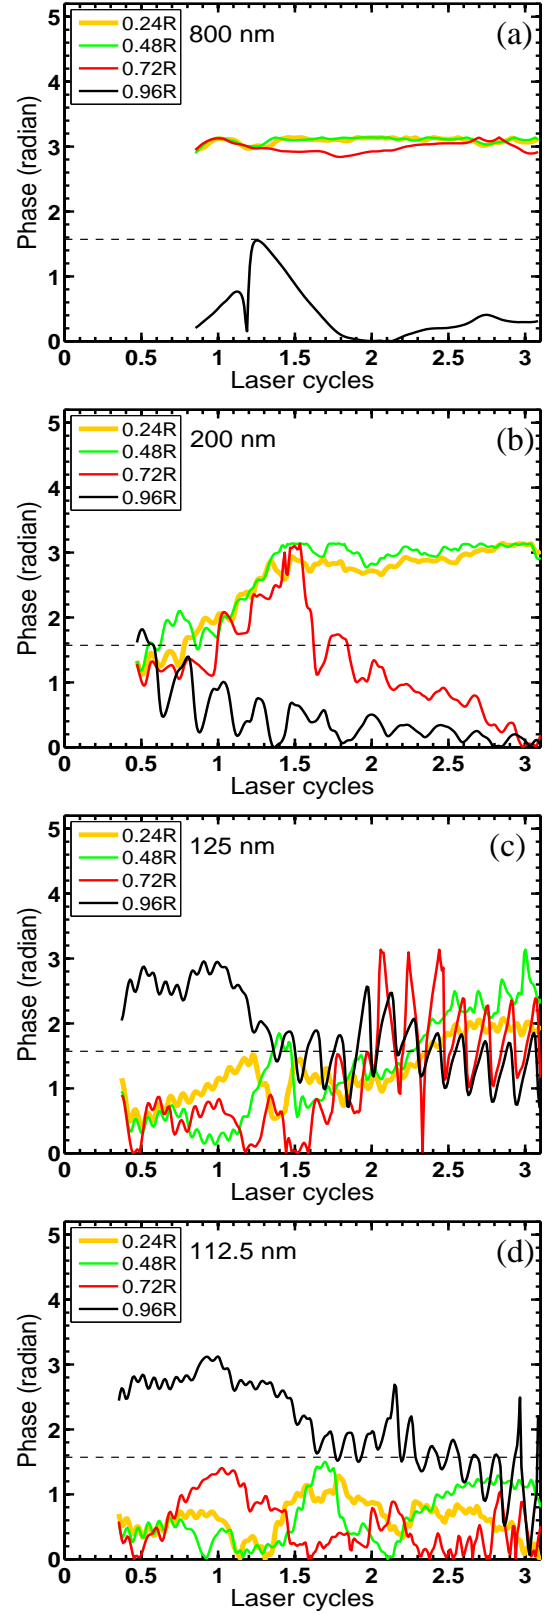 5
4
3
2
1
0
Phase (radian)
0.24R
0.48R
0.72R
0.96R
800 nm
(a)
0 0.5 1 1.5 2 2.5 3
Laser cycles
5
4
3
2
1
0
Phase (radian)
0.24R
0.48R
0.72R
0.96R
200 nm
(b)
0 0.5 1 1.5 2 2.5 3
Laser cycles
5
4
3
2
1
0
Phase (radian)
0.24R
0.48R
0.72R
0.96R
125 nm
(c)
0 0.5 1 1.5 2 2.5 3
Laser cycles
5
4
3
2
1
0
Phase (radian)
0.24R
0.48R
0.72R
0.96R
112.5 nm
(d)
0 0.5 1 1.5 2 2.5 3
Laser cycles